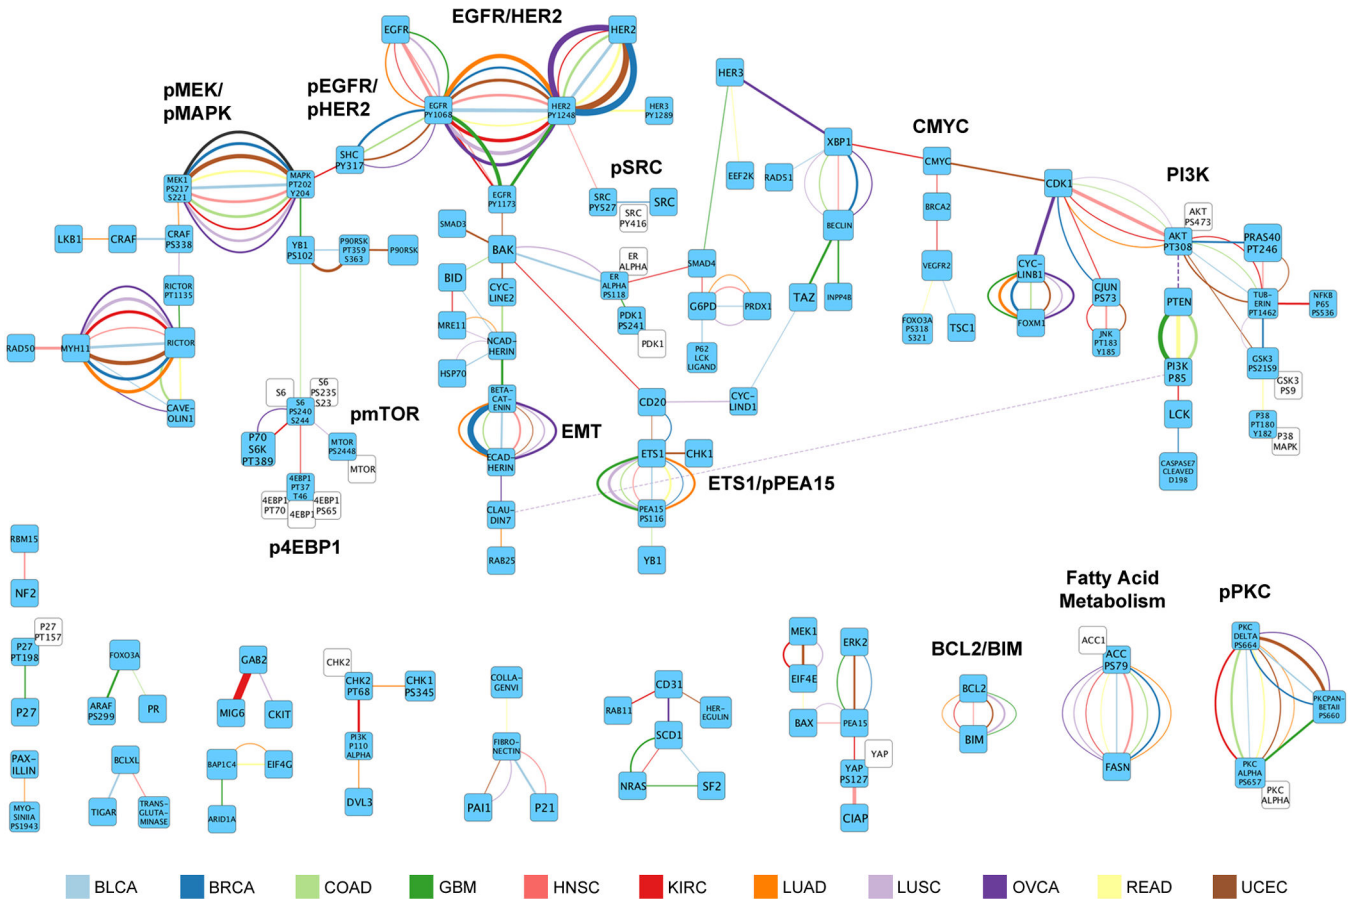 EGFR/HER2
EGFR
HER2
pMEK/
pMAPK
pEGFR/
pHER2
EGFR
PY1068
HER2
PY1248
HER3
PY1289
HER3
SHC
PY317
pSRC
XBP1
CMYC
CMYC
PI3K
MEK1
PS217
S221
MAPK
PT202
Y204
EGFR
PY1173
SRC
PY527
SRC
SRC
PY416
EEF2K
RAD51
CDK1
BRCA2
AKT
PS473
LKB1
CRAF
CRAF
PS338
YB1
PS102
P90RSK
PT359
S363
P90RSK
SMAD3
BAK
BECLIN
AKT
PT308
PRAS40
PT246
ER
ALPHA
SMAD4
VEGFR2
CYC-
LINB1
RICTOR
PT1135
BID
CYC-
LINE2
ER
ALPHA
PS118
TAZ
INPP4B
CJUN
PS73
PTEN
TUB-
ERIN
PT1462
NFKB
P65
PS536
G6PD
PRDX1
MRE11
PDK1
PS241
FOXO3A
PS318
S321
TSC1
FOXM1
RAD50
MYH11
RICTOR
NCAD-
HERIN
PDK1
P62
LCK
LIGAND
JNK
PT183
Y185
HSP70
PI3K
P85
GSK3
PS2159
GSK3
PS9
S6
S6
PS235
S23
BETA-
CAT-
ENIN
CD20
CYC-
LIND1
CAVE-
OLIN1
S6
PS240
S244
pmTOR
LCK
P38
PT180
Y182
P38
MAPK
P70
S6K
PT389
MTOR
PS2448
MTOR
EMT
ECAD-
HERIN
ETS1
CHK1
CASPASE7
CLEAVED
D198
4EBP1
PT37
T46
ETS1/pPEA15
4EBP1
PT70
4EBP1
4EBP1
PS65
CLAU-
DIN7
PEA15
PS116
p4EBP1
RAB25
YB1
RBM15
NF2
Fatty Acid
Metabolism
pPKC
P27
PT157
P27
PT198
P27
FOXO3A
ARAF
PS299
PR
GAB2
MIG6
CKIT
CHK2
CHK2
PT68
CHK1
PS345
PI3K
P110
ALPHA
DVL3
COLLA-
GENVI
FIBRO-
NECTIN
PAI1
P21
CD31
RAB11
HER-
EGULIN
SCD1
NRAS
SF2
MEK1
EIF4E
ERK2
BAX
PEA15
YAP
YAP
PS127
CIAP
BCL2/BIM
BCL2
BIM
ACC1
ACC
PS79
FASN
PKC
DELTA
PS664
PKCPAN-
BETAII
PS660
PKC
ALPHA
PS657
PKC
ALPHA
PAX-
ILLIN
MYO-
SINIIA
PS1943
BCLXL
TIGAR
TRANS-
GLUTA-
MINASE
BAP1C4
EIF4G
ARID1A
BLCA
BRCA
COAD
GBM
HNSC
KIRC
LUAD
LUSC
OVCA
READ
UCEC